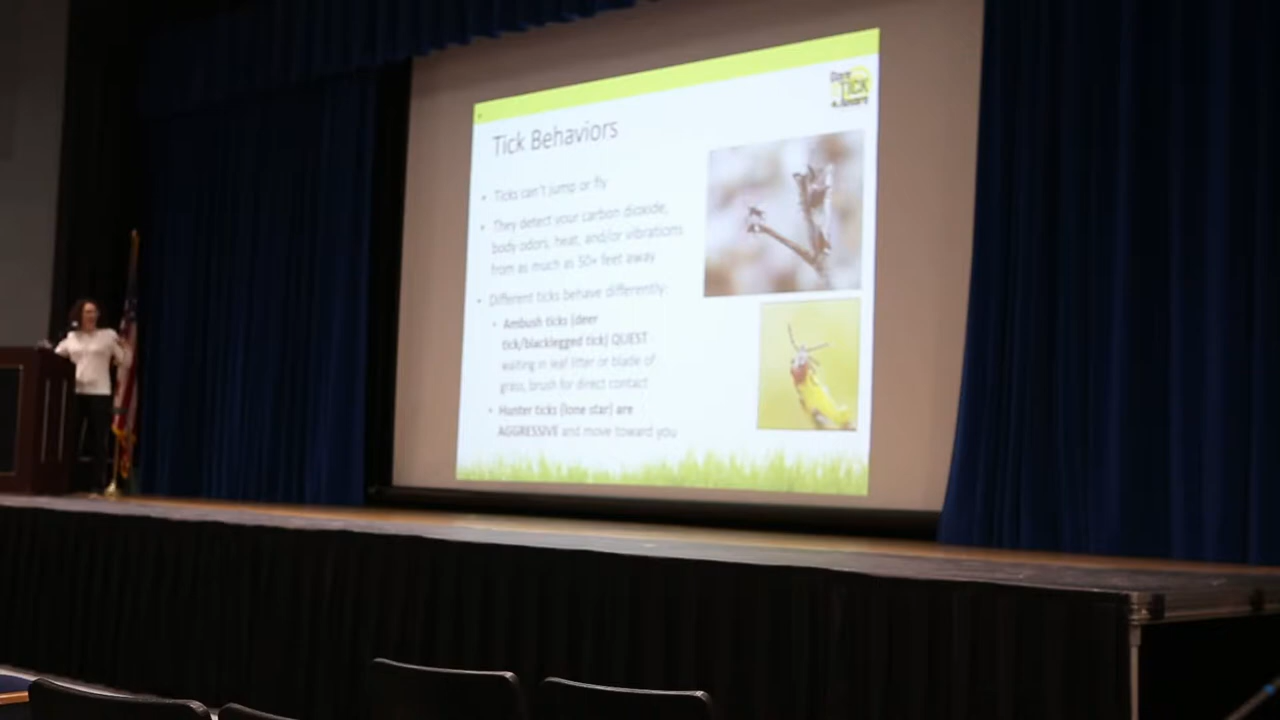 Dare
TICK
Aware
Tick Behaviors
• Ticks can't jump or fly
• They detect your carbon dioxide,
body odors, heat, and/or vibrations
from as much as 50+ feet away
• Different ticks behave differently:
• Ambush ticks (deer
tick/blacklegged tick) QUEST
waiting in leaf litter or blade of
grass, brush for direct contact
• Hunter ticks (lone star) are
AGGRESSIVE and move toward you